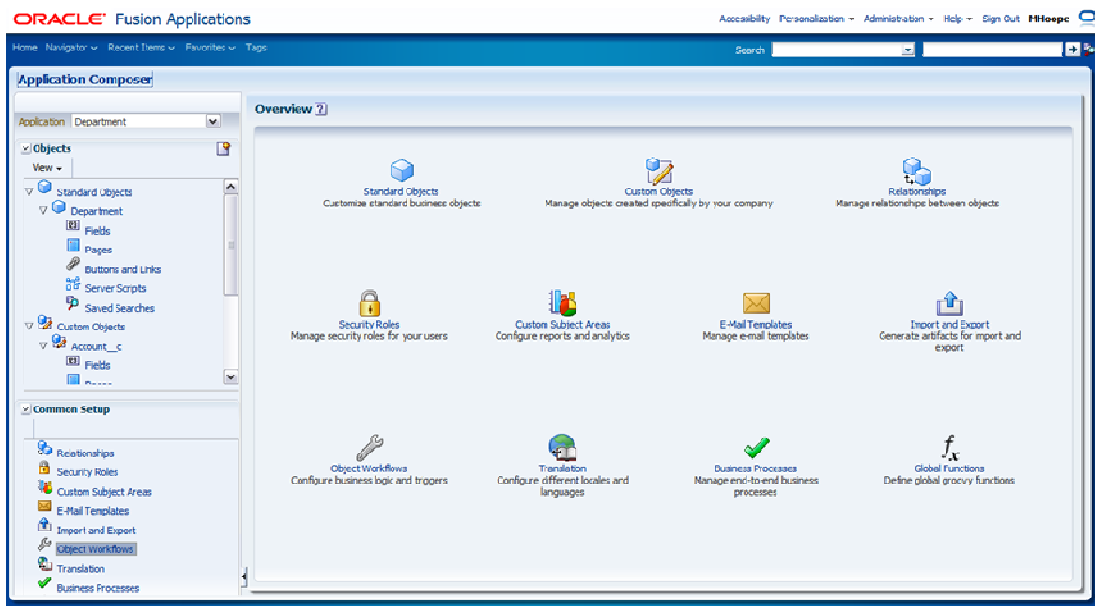 ORACLE Fusion Applications
Accessibility Personalization Administration Help Sign Out MHoope
Home Navigator Recent Items Favorites Tags
Search
Application Composer
Application Department
Objects
View
Standard Objects
Department
Fields
Pages
Buttons and Links
Server Scripts
Saved Searches
Custom Objects
Account__c
Fields
Common Setup
Relationships
Security Roles
Custom Subject Areas
E-Mail Templates
Import and Export
Object Workflows
Translation
Business Processes
Overview ?
Standard Objects
Customize standard business objects
Custom Objects
Manage objects created specifically by your company
Relationships
Manage relationships between objects
Security Roles
Manage security roles for your users
Custom Subject Areas
Configure reports and analytics
E-Mail Templates
Manage e-mail templates
Import and Export
Generate artifacts for import and
export
Object Workflows
Configure business logic and triggers
Translation
Configure different locales and
languages
Business Processes
Manage end-to-end business
processes
fx
Global Functions
Define global groovy functions